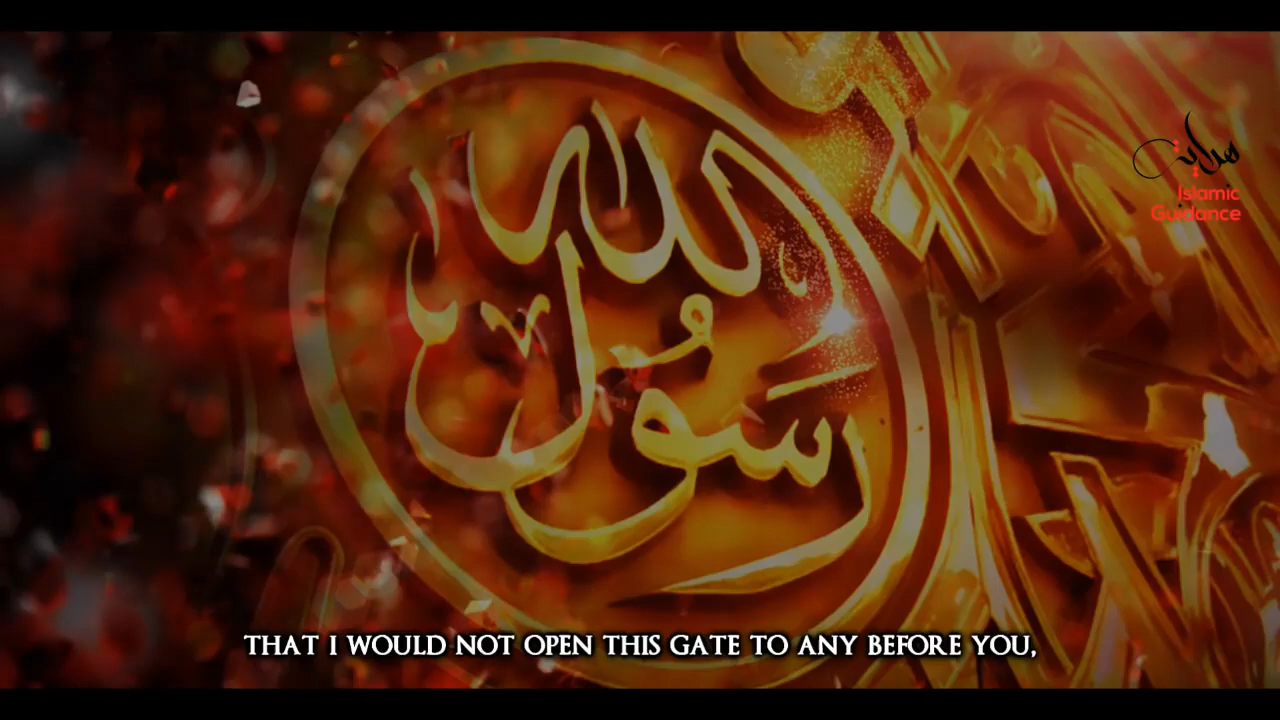 الله
رسول
هداية
Islamic
Guidance
THAT I WOULD NOT OPEN THIS GATE TO ANY BEFORE YOU,